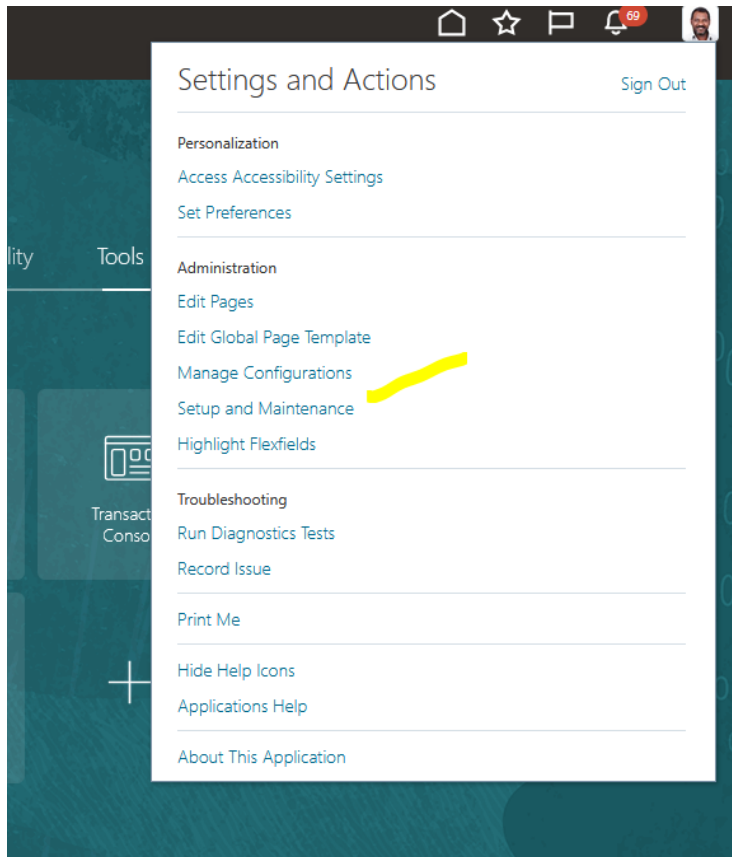 69
Settings and Actions
Sign Out
Personalization
Access Accessibility Settings
Set Preferences
lity
Tools
Administration
Edit Pages
Edit Global Page Template
Manage Configurations
Setup and Maintenance
Highlight Flexfields
Transact
Conso
Troubleshooting
Run Diagnostics Tests
Record Issue
Print Me
Hide Help Icons
Applications Help
About This Application